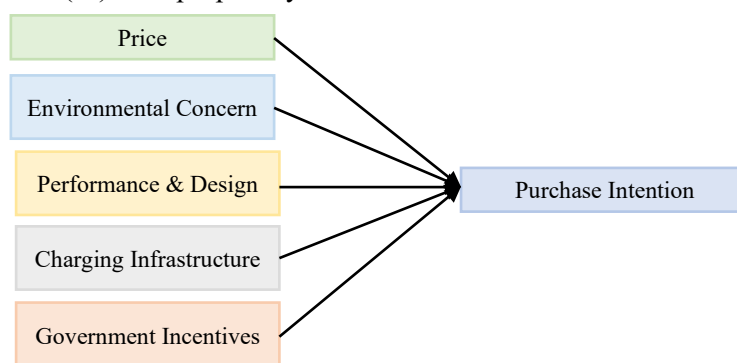 Price
Environmental Concern
Performance & Design
Purchase Intention
Charging Infrastructure
Government Incentives